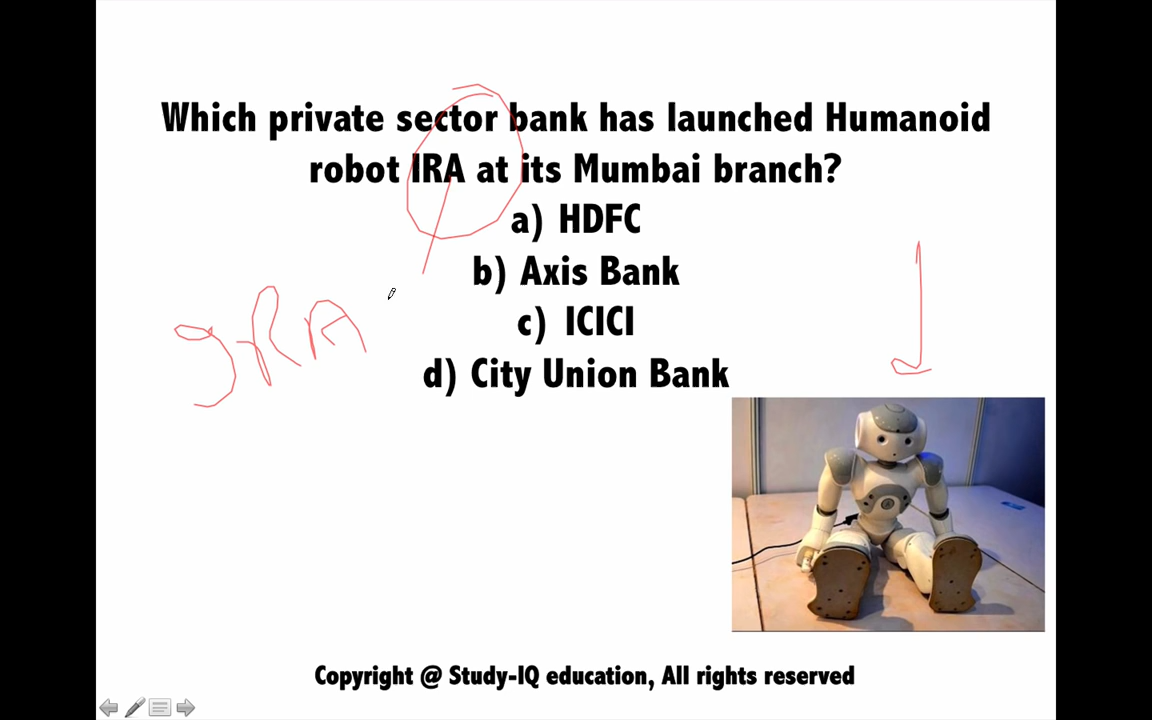 Which private sector bank has launched Humanoid
robot IRA at its Mumbai branch?
a) HDFC
b) Axis Bank
IRA
c) ICICI
d) City Union Bank
Copyright @ Study-IQ education, All rights reserved